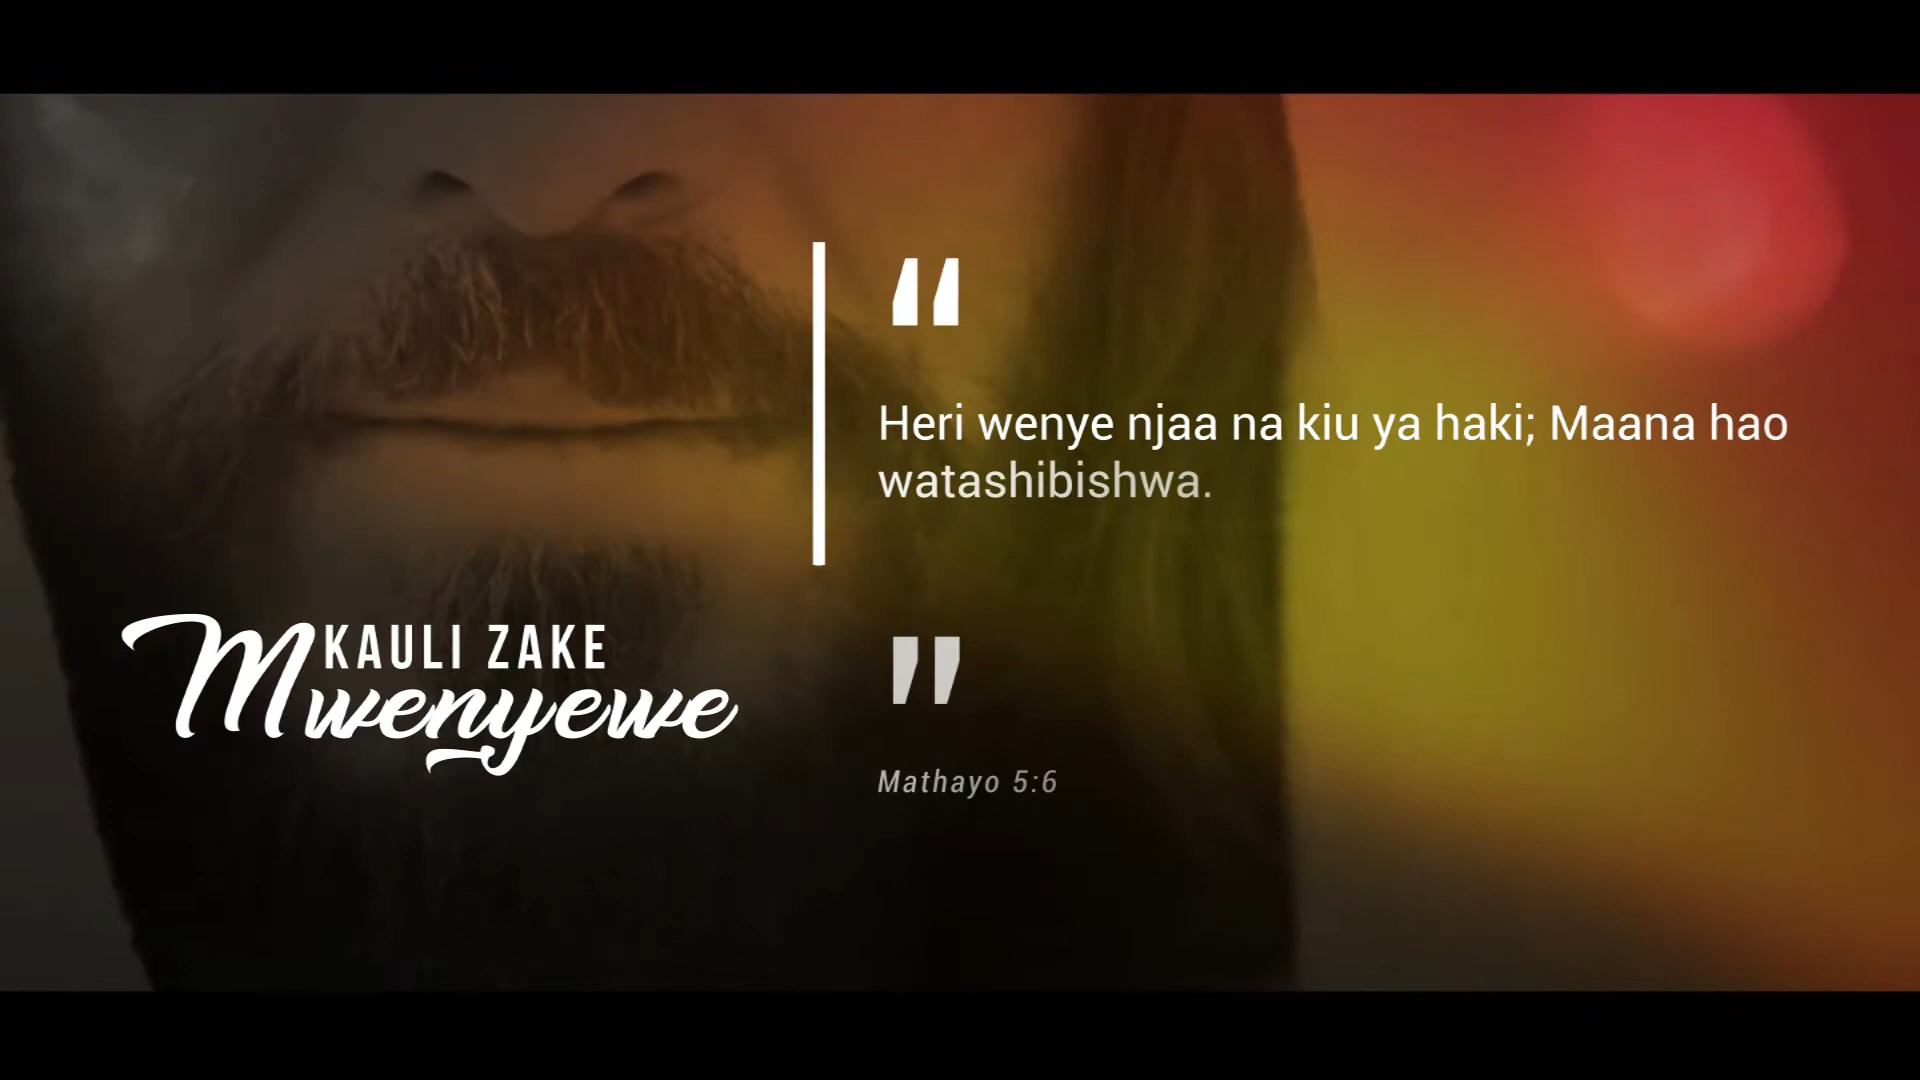 “
Heri wenye njaa na kiu ya haki; Maana hao
watashibishwa.
”
Mathayo 5:6
KAULI ZAKE
Mwenyewe